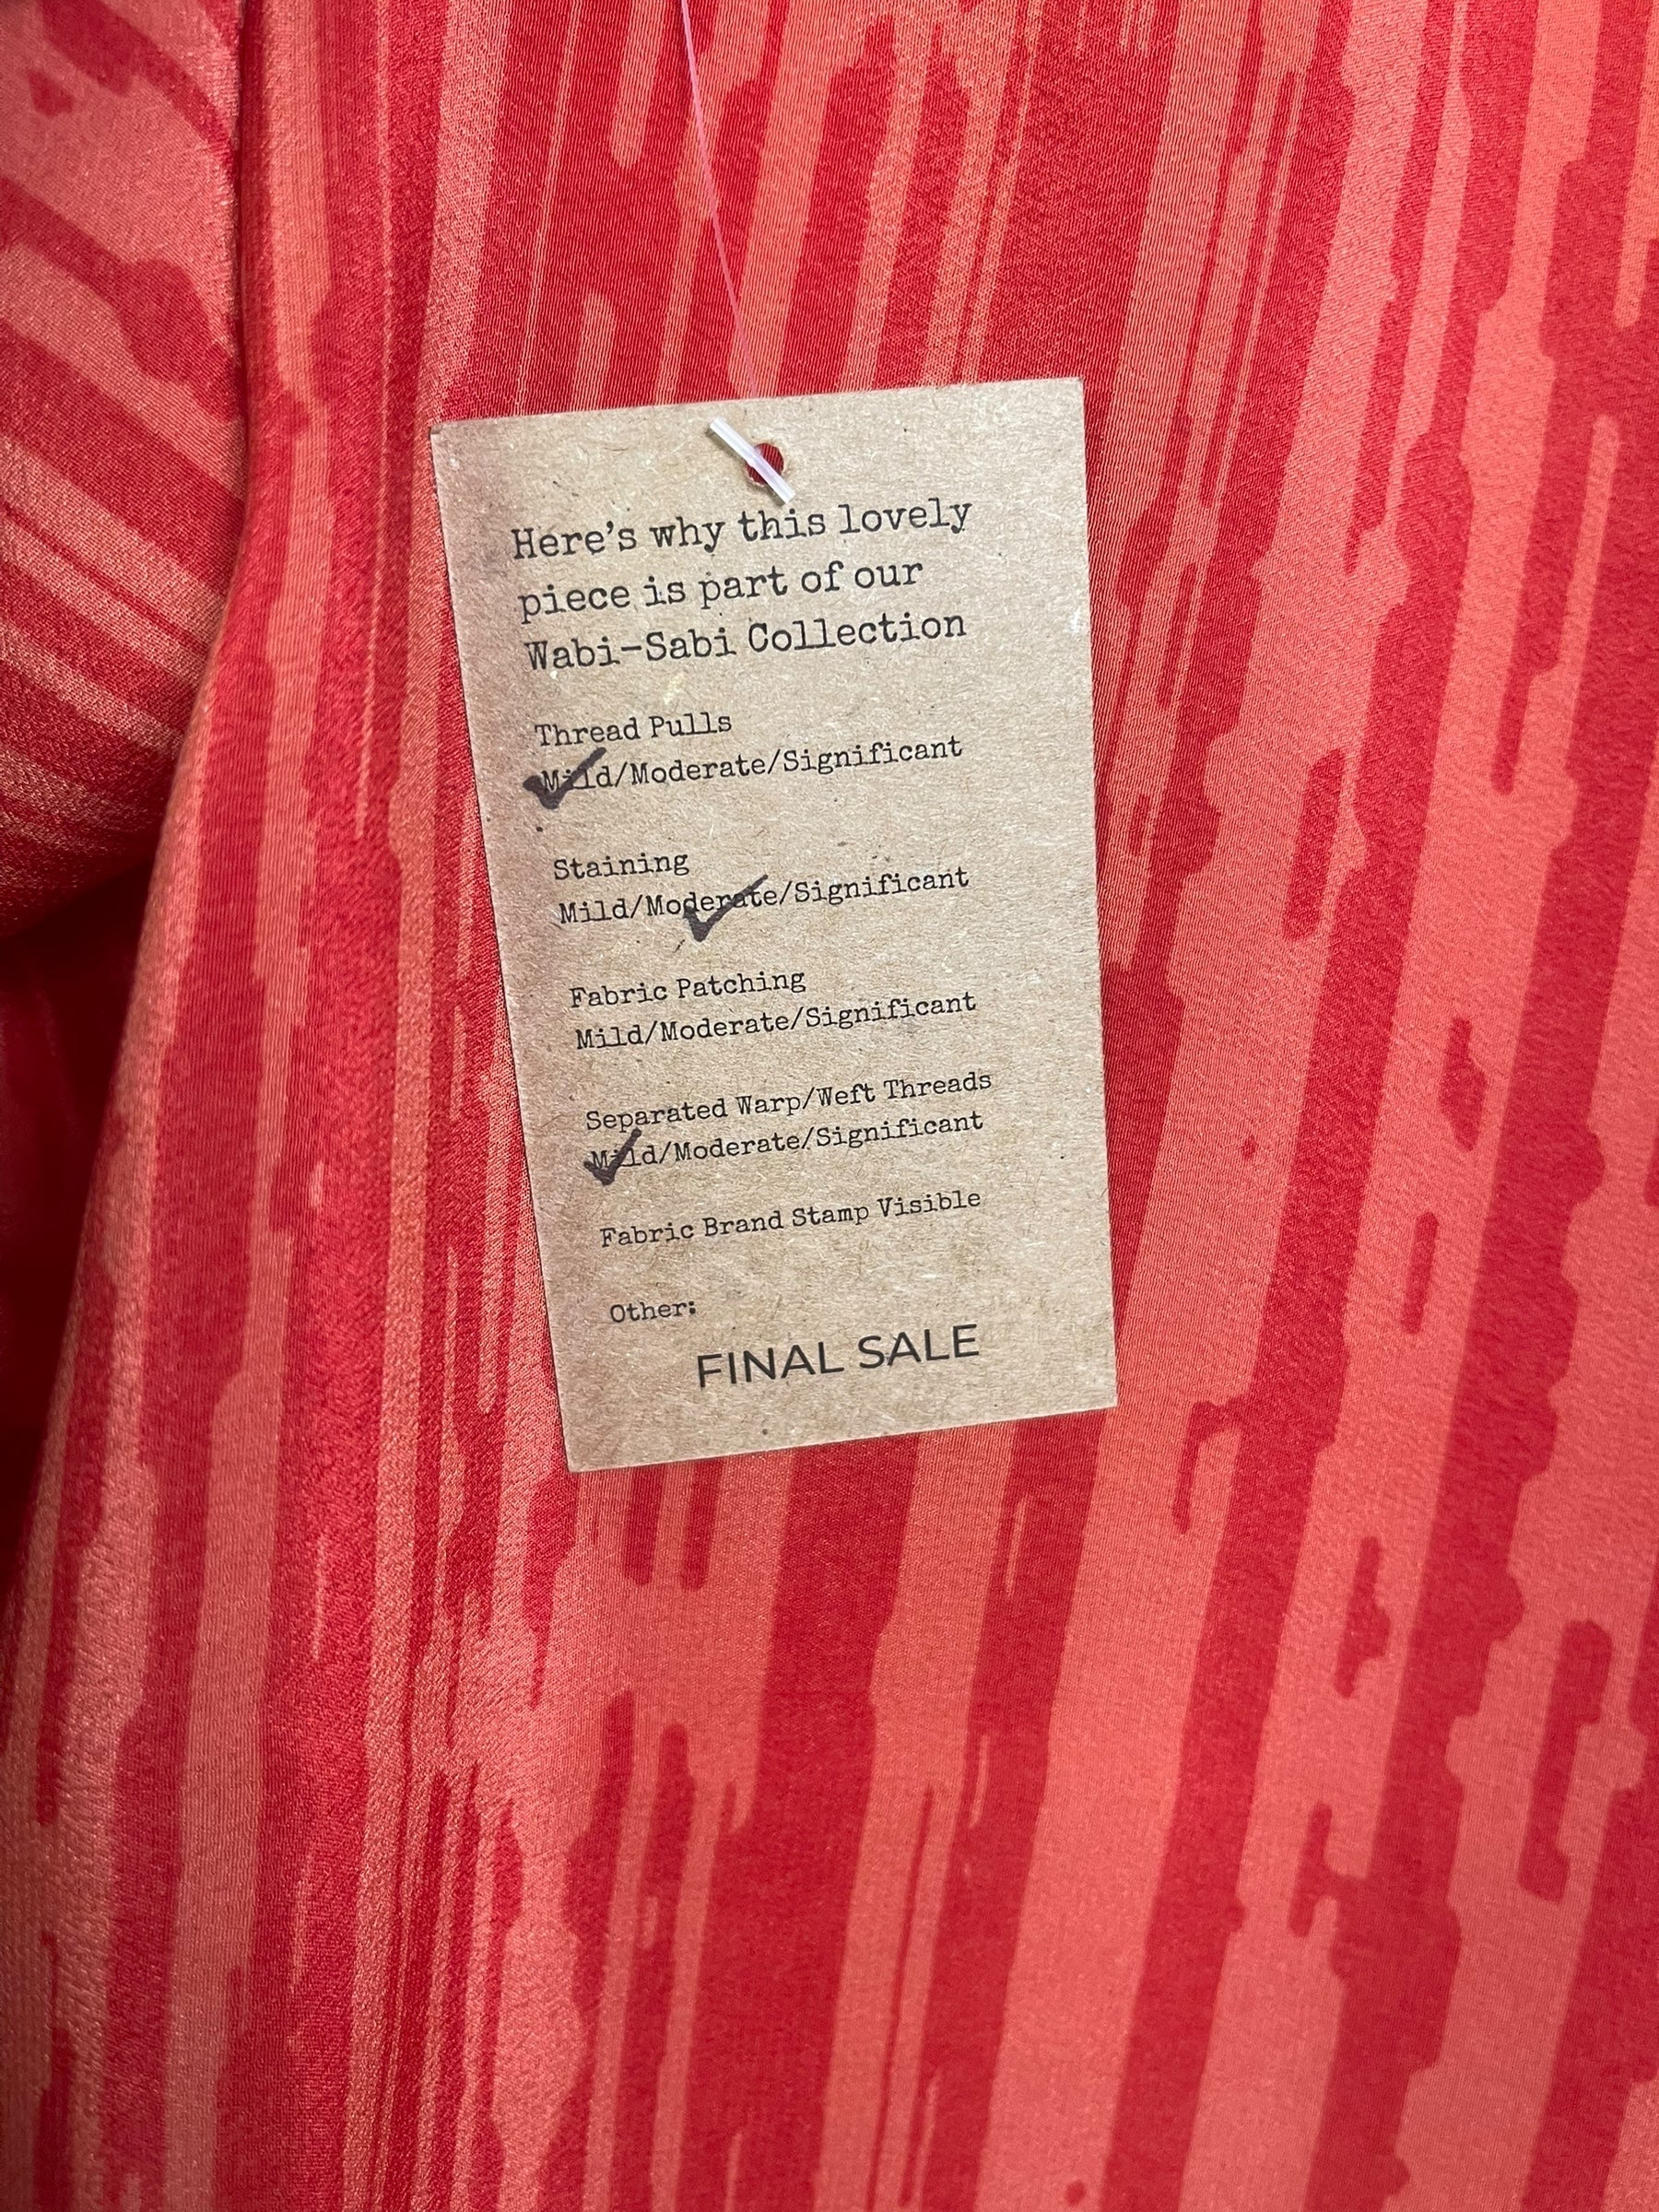 Here's why this lovely
piece is part of our
Wabi-Sabi Collection
Thread Pulls
Mild/Moderate/Significant
Staining
Mild/Moderate/Significant
Fabric Patching
Mild/Moderate/Significant
Separated Warp/Weft Threads
Mild/Moderate/Significant
Fabric Brand Stamp Visible
Other:
FINAL SALE